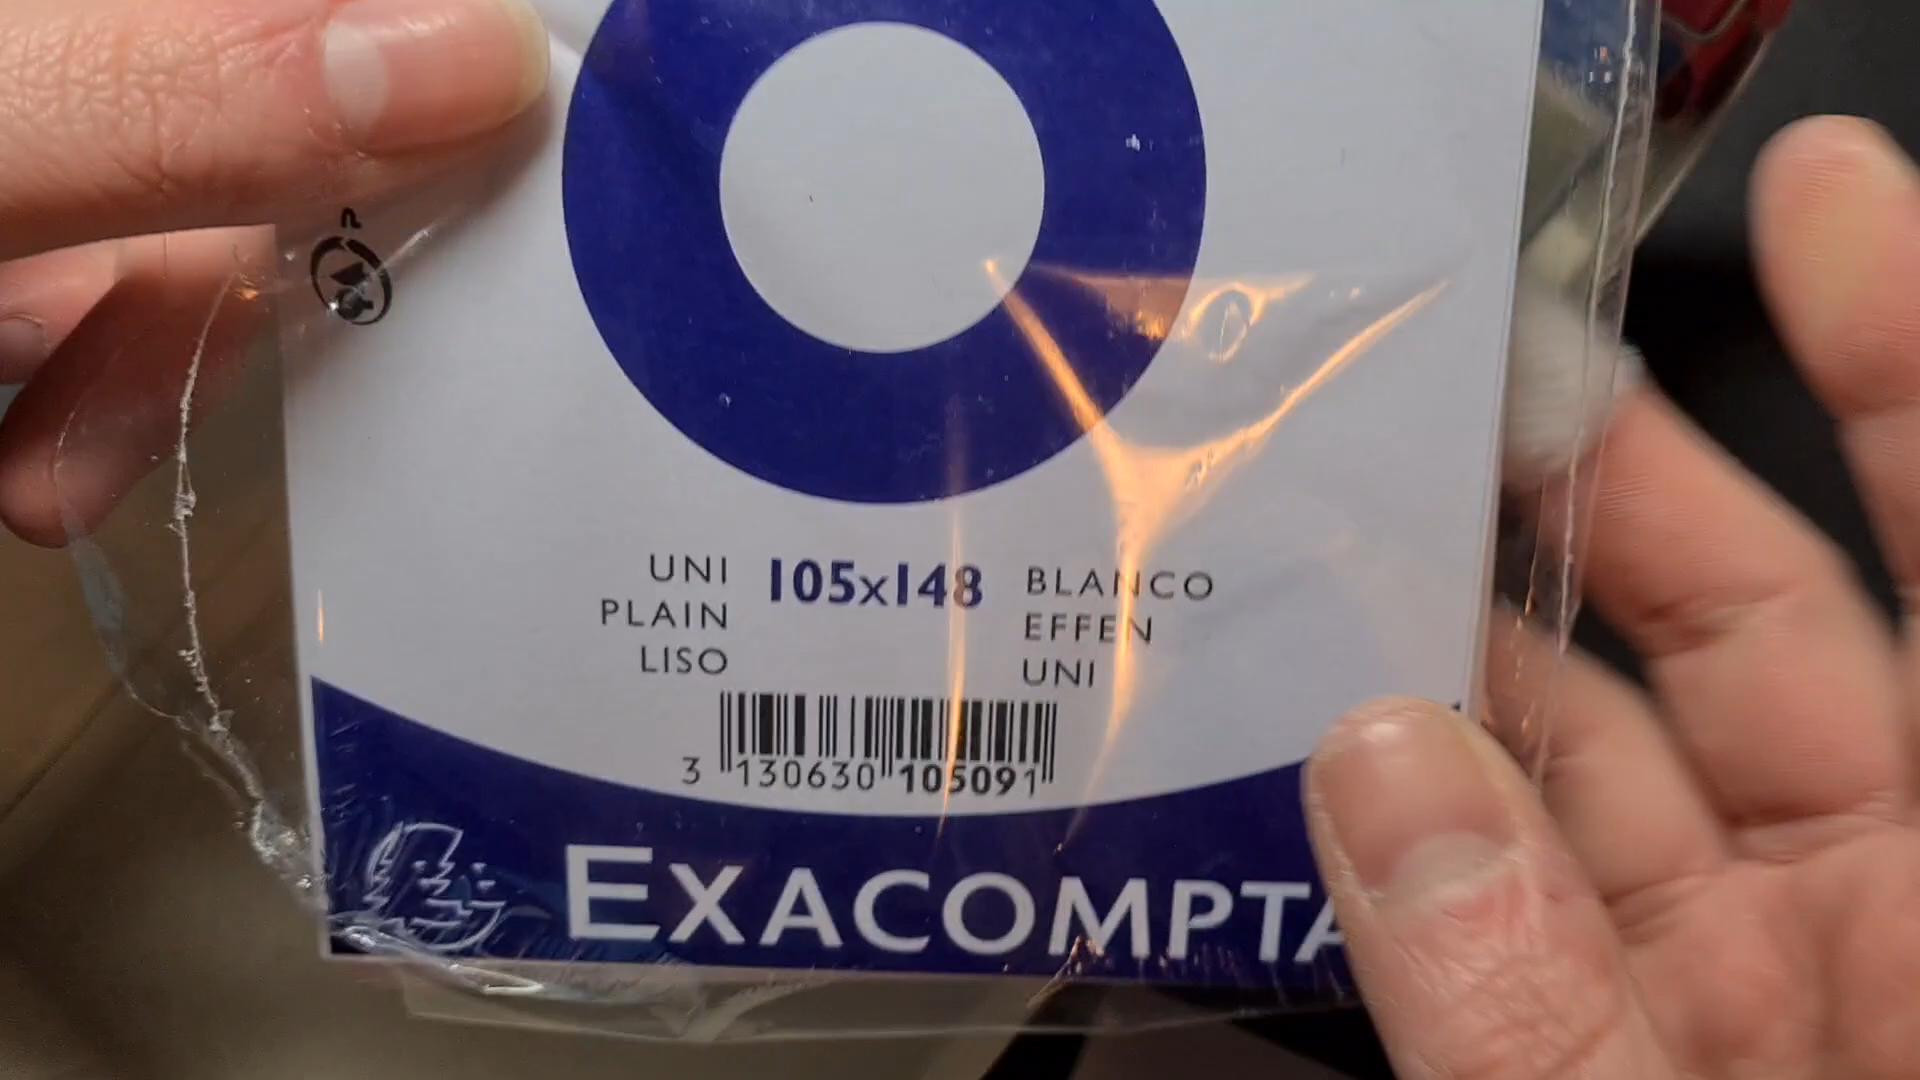 UNI 105x148 BLANCO
PLAIN EFFEN
LISO UNI
3 130630 105091
EXACOMPTA